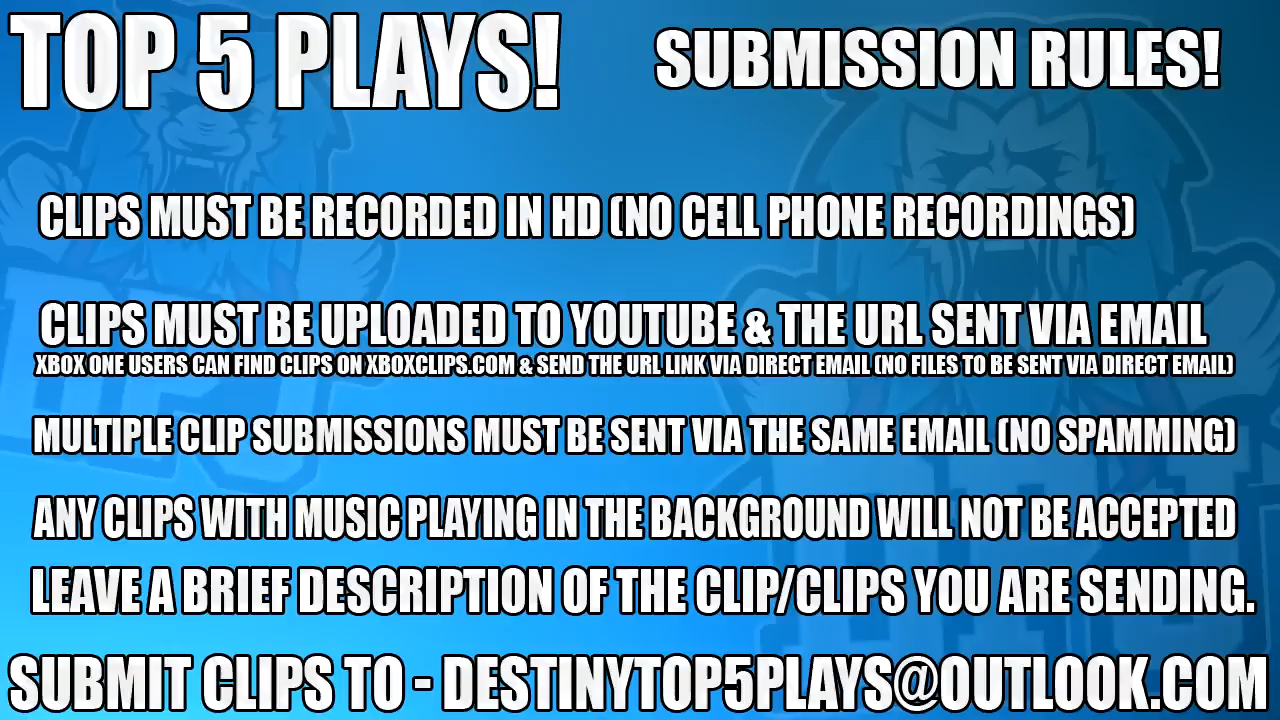 TOP 5 PLAYS!
SUBMISSION RULES!
CLIPS MUST BE RECORDED IN HD (NO CELL PHONE RECORDINGS)
CLIPS MUST BE UPLOADED TO YOUTUBE & THE URL SENT VIA EMAIL
XBOX ONE USERS CAN FIND CLIPS ON XBOXCLIPS.COM & SEND THE URL LINK VIA DIRECT EMAIL (NO FILES TO BE SENT VIA DIRECT EMAIL)
MULTIPLE CLIP SUBMISSIONS MUST BE SENT VIA THE SAME EMAIL (NO SPAMMING)
ANY CLIPS WITH MUSIC PLAYING IN THE BACKGROUND WILL NOT BE ACCEPTED
LEAVE A BRIEF DESCRIPTION OF THE CLIP/CLIPS YOU ARE SENDING.
SUBMIT CLIPS TO - DESTINYTOP5PLAYS@OUTLOOK.COM